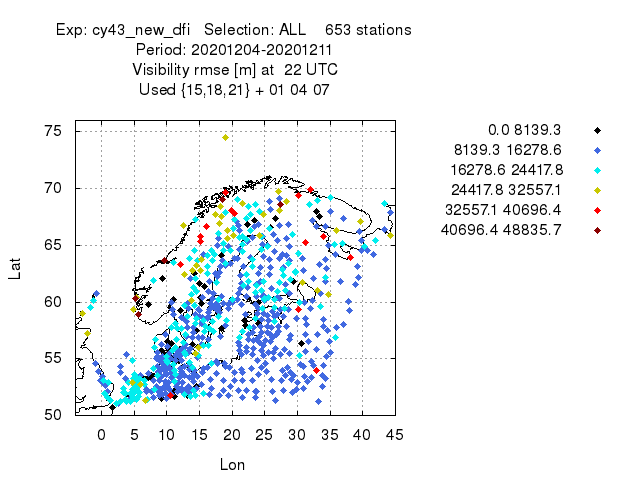 Exp: cy43_new_dfi Selection: ALL 653 stations
Period: 20201204-20201211
Visibility rmse [m] at 22 UTC
Used {15,18,21} + 01 04 07
0.0 8139.3
8139.3 16278.6
16278.6 24417.8
24417.8 32557.1
32557.1 40696.4
40696.4 48835.7
75
70
65
60
55
50
Lat
0 5 10 15 20 25 30 35 40 45
Lon